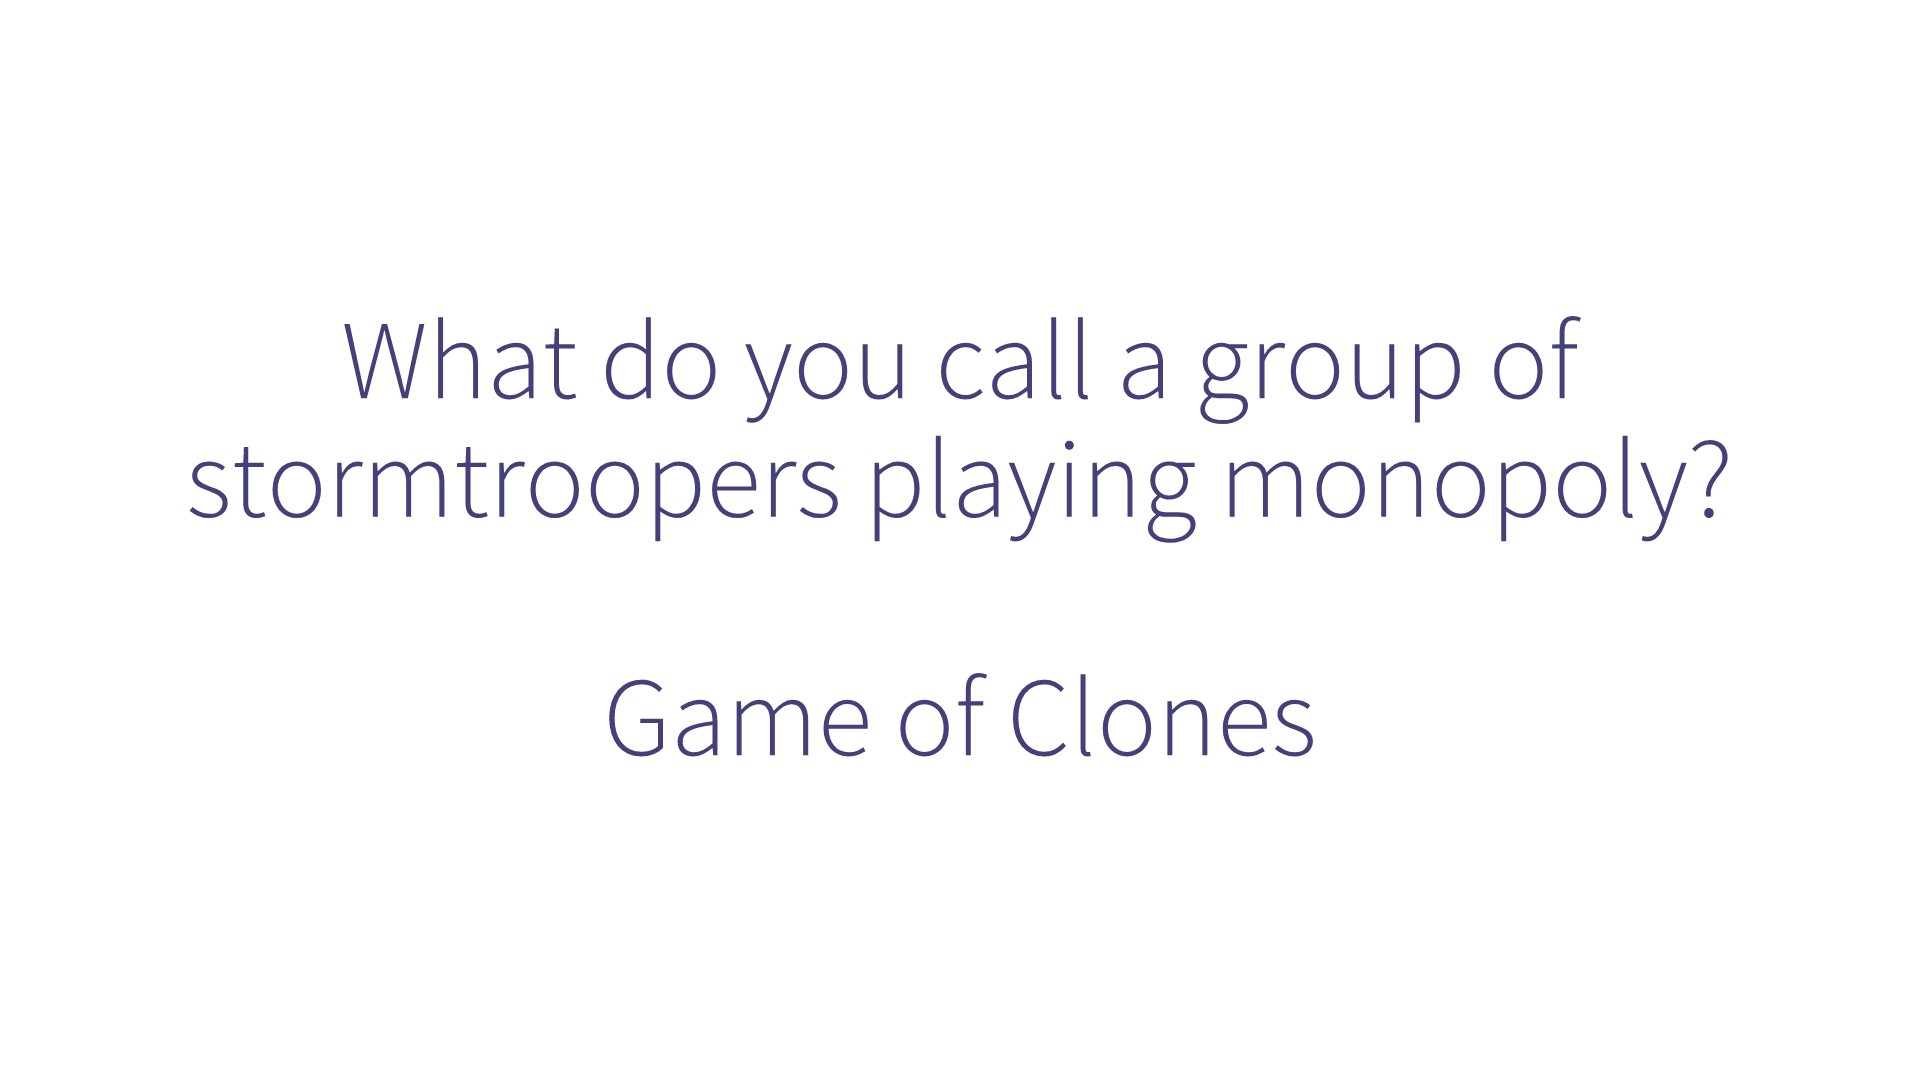 What do you call a group of
stormtroopers playing monopoly?
Game of Clones